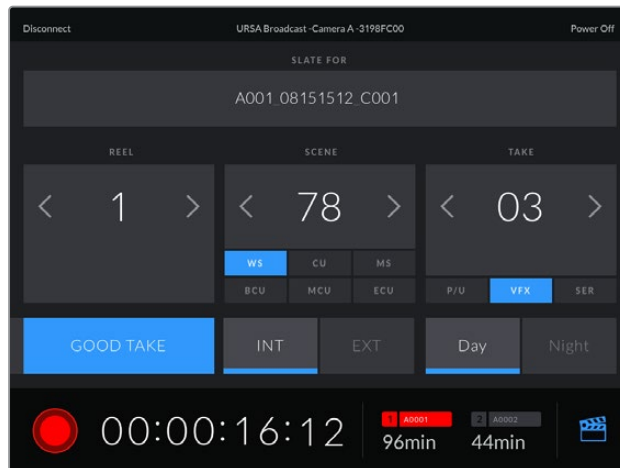 Disconnect URSA Broadcast -Camera A -3198FC00 Power Off
SLATE FOR
A001_08151512_C001
REEL SCENE TAKE
1 78 03
WS CU MS
BCU MCU ECU P/U VFX SER
GOOD TAKE INT EXT Day Night
1 A0001 2 A0002
00:00:16:12 96min 44min